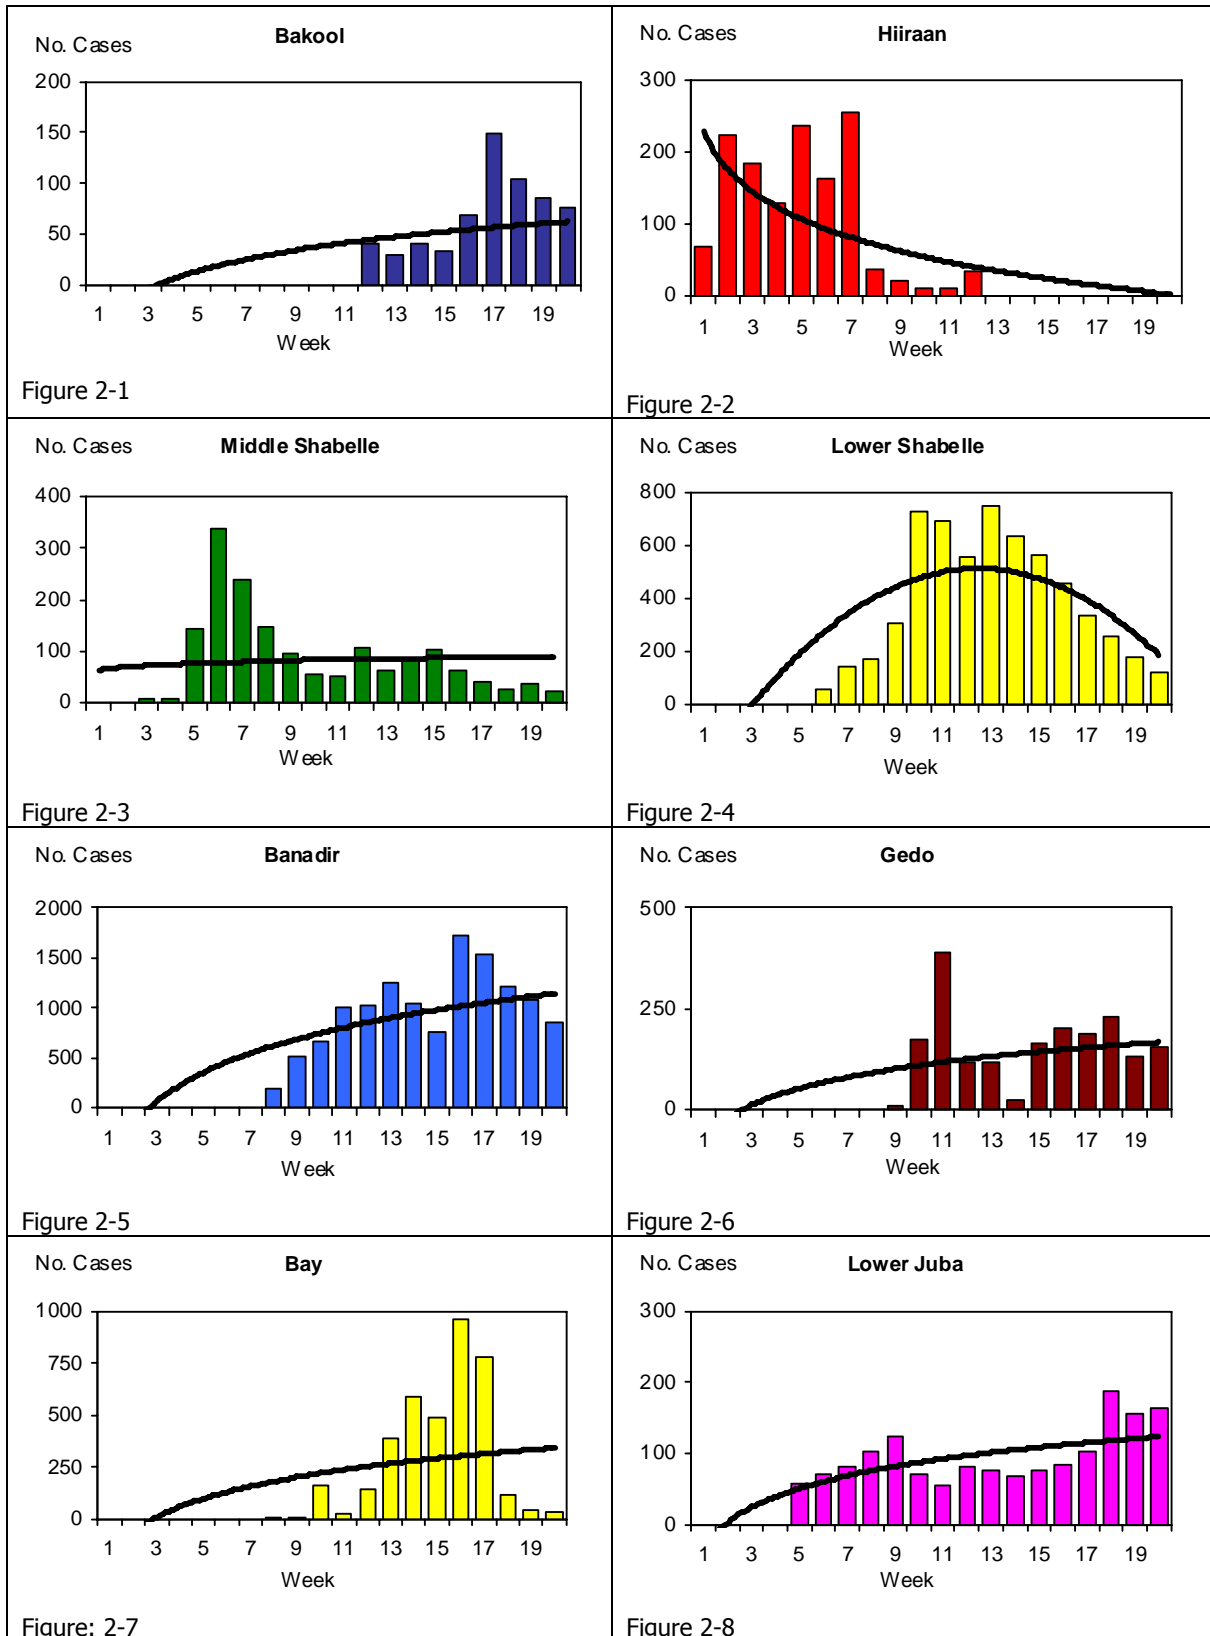 No. Cases Bakool
200
150
100
50
0
1 3 5 7 9 11 13 15 17 19
Week
Figure 2-1
No. Cases Hiiraan
300
200
100
0
1 3 5 7 9 11 13 15 17 19
Week
Figure 2-2
No. Cases Middle Shabelle
400
300
200
100
0
1 3 5 7 9 11 13 15 17 19
Week
Figure 2-3
No. Cases Lower Shabelle
800
600
400
200
0
1 3 5 7 9 11 13 15 17 19
Week
Figure 2-4
No. Cases Banadir
2000
1500
1000
500
0
1 3 5 7 9 11 13 15 17 19
Week
Figure 2-5
No. Cases Gedo
500
250
0
1 3 5 7 9 11 13 15 17 19
Week
Figure 2-6
No. Cases Bay
1000
750
500
250
0
1 3 5 7 9 11 13 15 17 19
Week
Figure: 2-7
No. Cases Lower Juba
300
200
100
0
1 3 5 7 9 11 13 15 17 19
Week
Figure 2-8